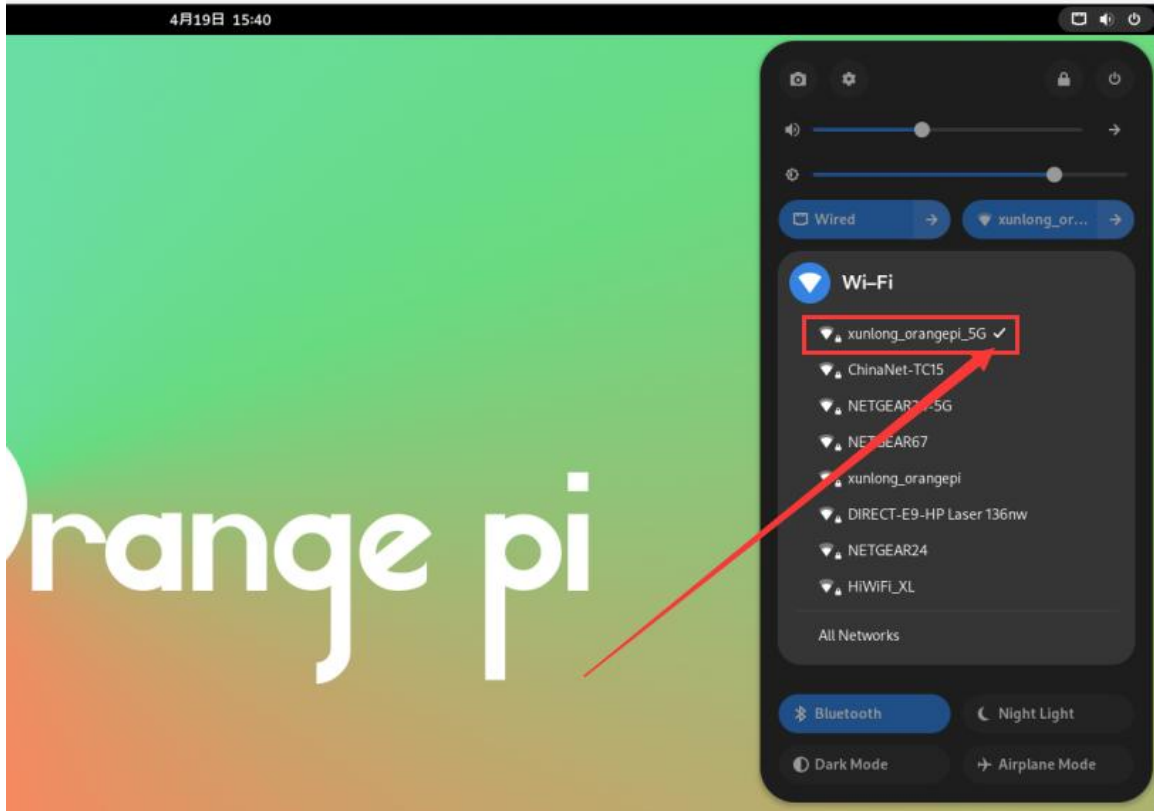 4月19日 15:40
Wired
xunlong_or...
Wi–Fi
xunlong_orangepi_5G
ChinaNet-TC15
NETGEAR67
xunlong_orangepi
DIRECT-E9-HP Laser 136nw
NETGEAR24
HiWiFi_XL
All Networks
Orange pi
Bluetooth
Night Light
Dark Mode
Airplane Mode